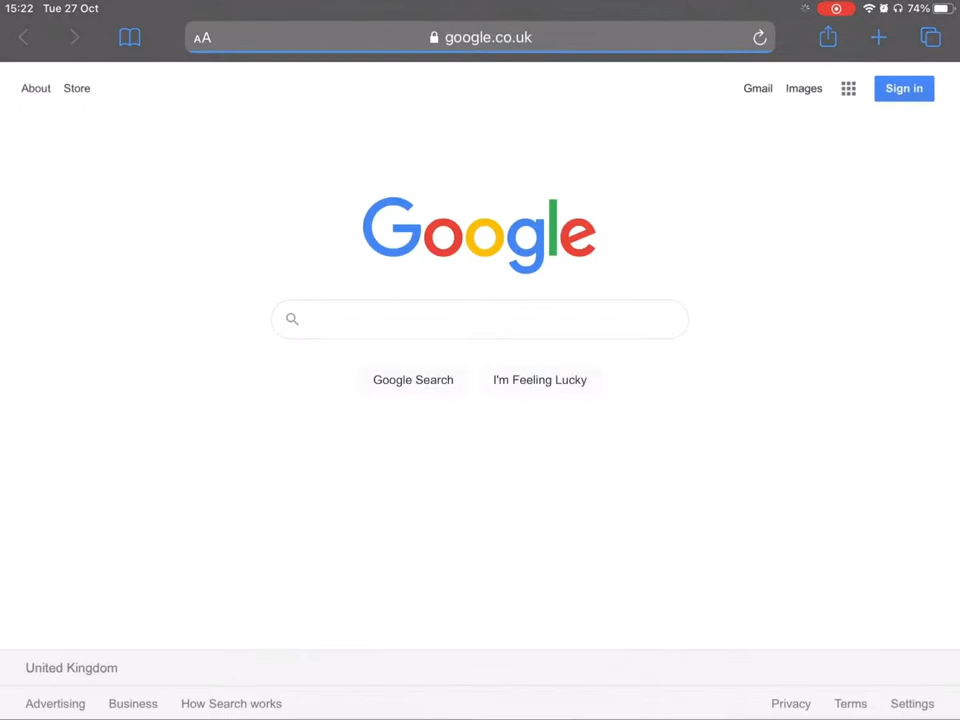 15:22 Tue 27 Oct 74%
AA google.co.uk
About Store Gmail Images Sign in
Google
Google Search I'm Feeling Lucky
United Kingdom
Advertising Business How Search works Privacy Terms Settings